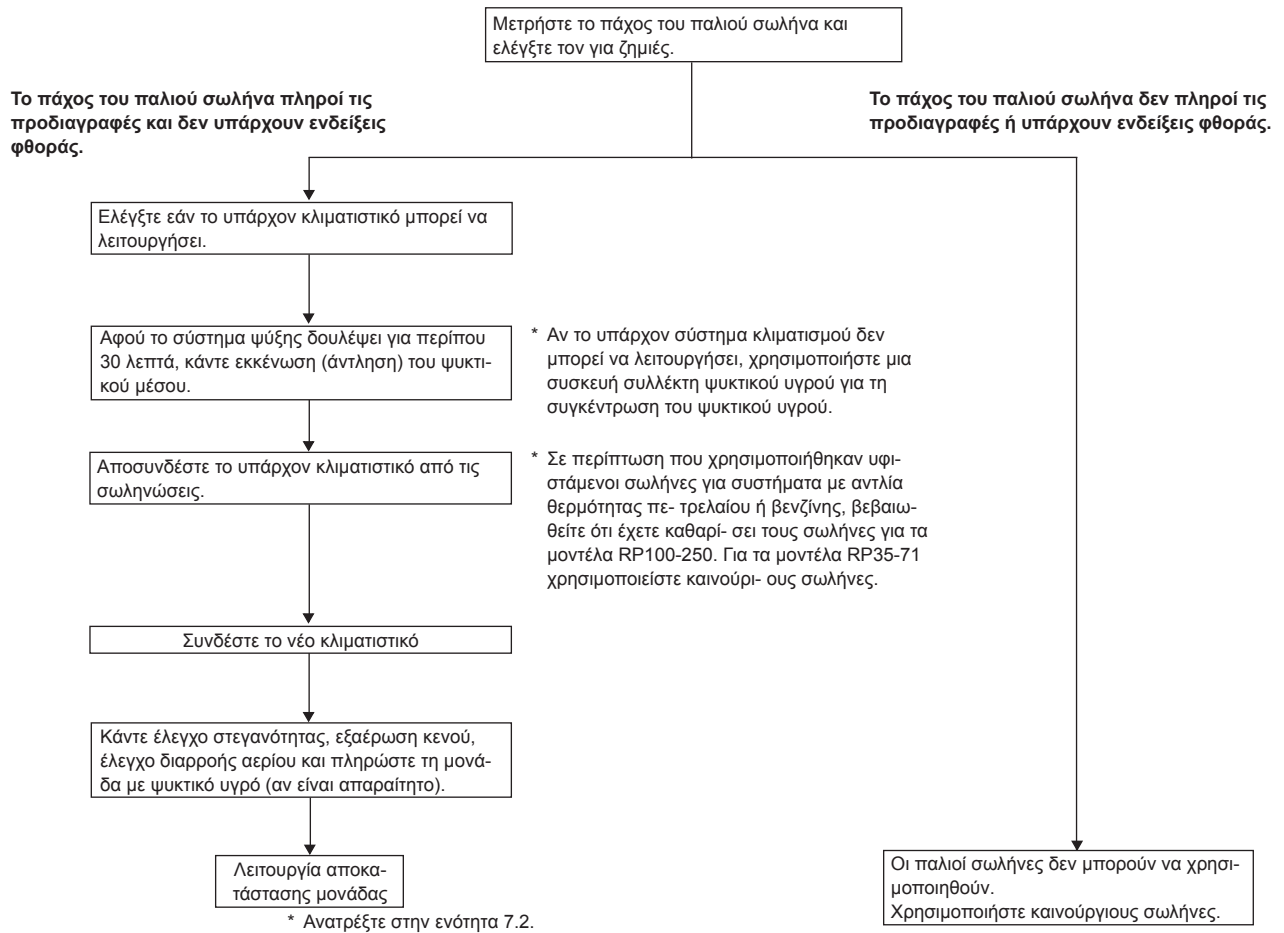 Μετρήστε το πάχος του παλιού σωλήνα και
ελέγξτε τον για ζημιές.
Το πάχος του παλιού σωλήνα πληροί τις
προδιαγραφές και δεν υπάρχουν ενδείξεις
φθοράς.
Το πάχος του παλιού σωλήνα δεν πληροί τις
προδιαγραφές ή υπάρχουν ενδείξεις φθοράς.
Ελέγξτε εάν το υπάρχον κλιματιστικό μπορεί να
λειτουργήσει.
Αφού το σύστημα ψύξης δουλέψει για περίπου
30 λεπτά, κάντε εκκένωση (άντληση) του ψυκτι-
κού μέσου.
* Αν το υπάρχον σύστημα κλιματισμού δεν
μπορεί να λειτουργήσει, χρησιμοποιήστε μια
συσκευή συλλέκτη ψυκτικού υγρού για τη
συγκέντρωση του ψυκτικού υγρού.
Αποσυνδέστε το υπάρχον κλιματιστικό από τις
σωληνώσεις.
* Σε περίπτωση που χρησιμοποιήθηκαν υφι-
στάμενοι σωλήνες για συστήματα με αντλία
θερμότητας πε- τρελαίου ή βενζίνης, βεβαιω-
θείτε ότι έχετε καθαρί- σει τους σωλήνες για τα
μοντέλα RP100-250. Για τα μοντέλα RP35-71
χρησιμοποιείστε καινούρι- ους σωλήνες.
Συνδέστε το νέο κλιματιστικό
Κάντε έλεγχο στεγανότητας, εξαέρωση κενού,
έλεγχο διαρροής αερίου και πληρώστε τη μονά-
δα με ψυκτικό υγρό (αν είναι απαραίτητο).
Λειτουργία αποκα-
τάστασης μονάδας
* Ανατρέξτε στην ενότητα 7.2.
Οι παλιοί σωλήνες δεν μπορούν να χρησι-
μοποιηθούν.
Χρησιμοποιήστε καινούργιους σωλήνες.